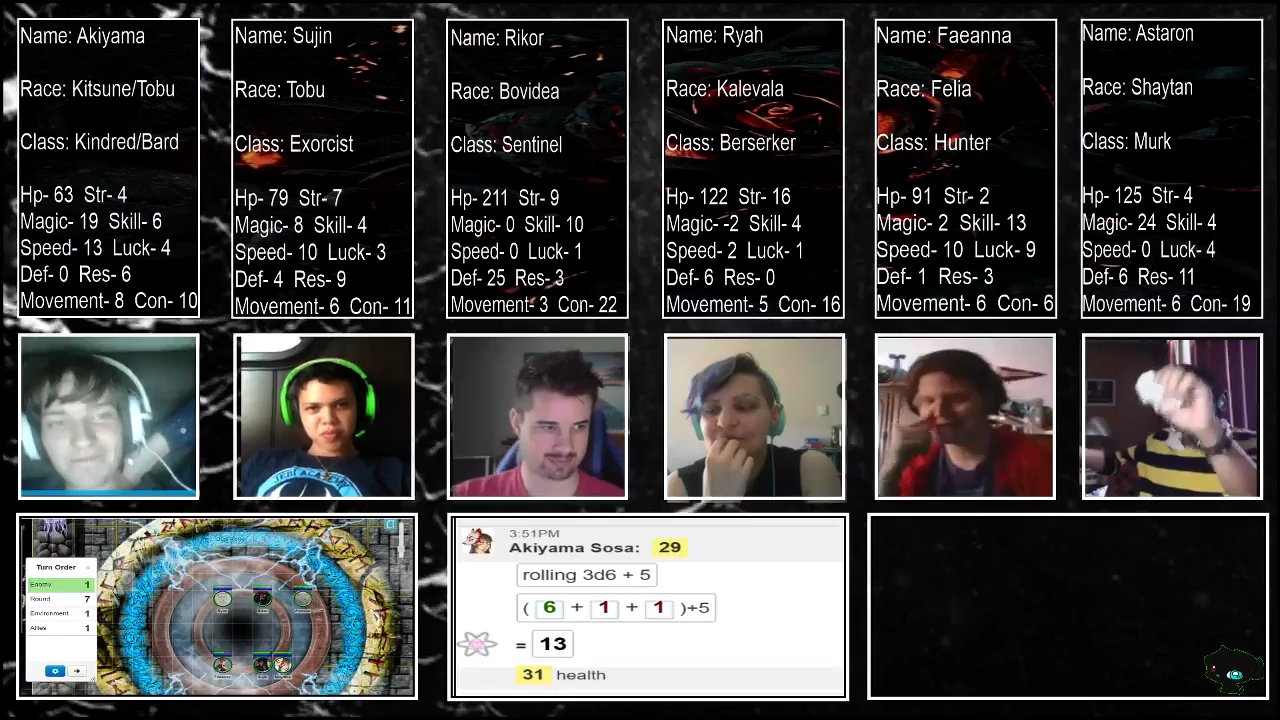 Name: Akiyama
Race: Kitsune/Tobu
Class: Kindred/Bard
Hp- 63 Str- 4
Magic- 19 Skill- 6
Speed- 13 Luck- 4
Def- 0 Res- 6
Movement- 8 Con- 10
Name: Sujin
Race: Tobu
Class: Exorcist
Hp- 79 Str- 7
Magic- 8 Skill- 4
Speed- 10 Luck- 3
Def- 4 Res- 9
Movement- 6 Con- 11
Name: Rikor
Race: Bovidea
Class: Sentinel
Hp- 211 Str- 9
Magic- 0 Skill- 10
Speed- 0 Luck- 1
Def- 25 Res- 3
Movement- 3 Con- 22
Name: Ryah
Race: Kalevala
Class: Berserker
Hp- 122 Str- 16
Magic- -2 Skill- 4
Speed- 2 Luck- 1
Def- 6 Res- 0
Movement- 5 Con- 16
Name: Faeanna
Race: Felia
Class: Hunter
Hp- 91 Str- 2
Magic- 2 Skill- 13
Speed- 10 Luck- 9
Def- 1 Res- 3
Movement- 6 Con- 6
Name: Astaron
Race: Shaytan
Class: Murk
Hp- 125 Str- 4
Magic- 24 Skill- 4
Speed- 0 Luck- 4
Def- 6 Res- 11
Movement- 6 Con- 19
JEDI ACADEMY
Turn Order
Enemy 1
Round 7
Environment 1
Allies 1
3:51PM
Akiyama Sosa: 29
rolling 3d6 + 5
( 6 + 1 + 1 )+5
= 13
31 health